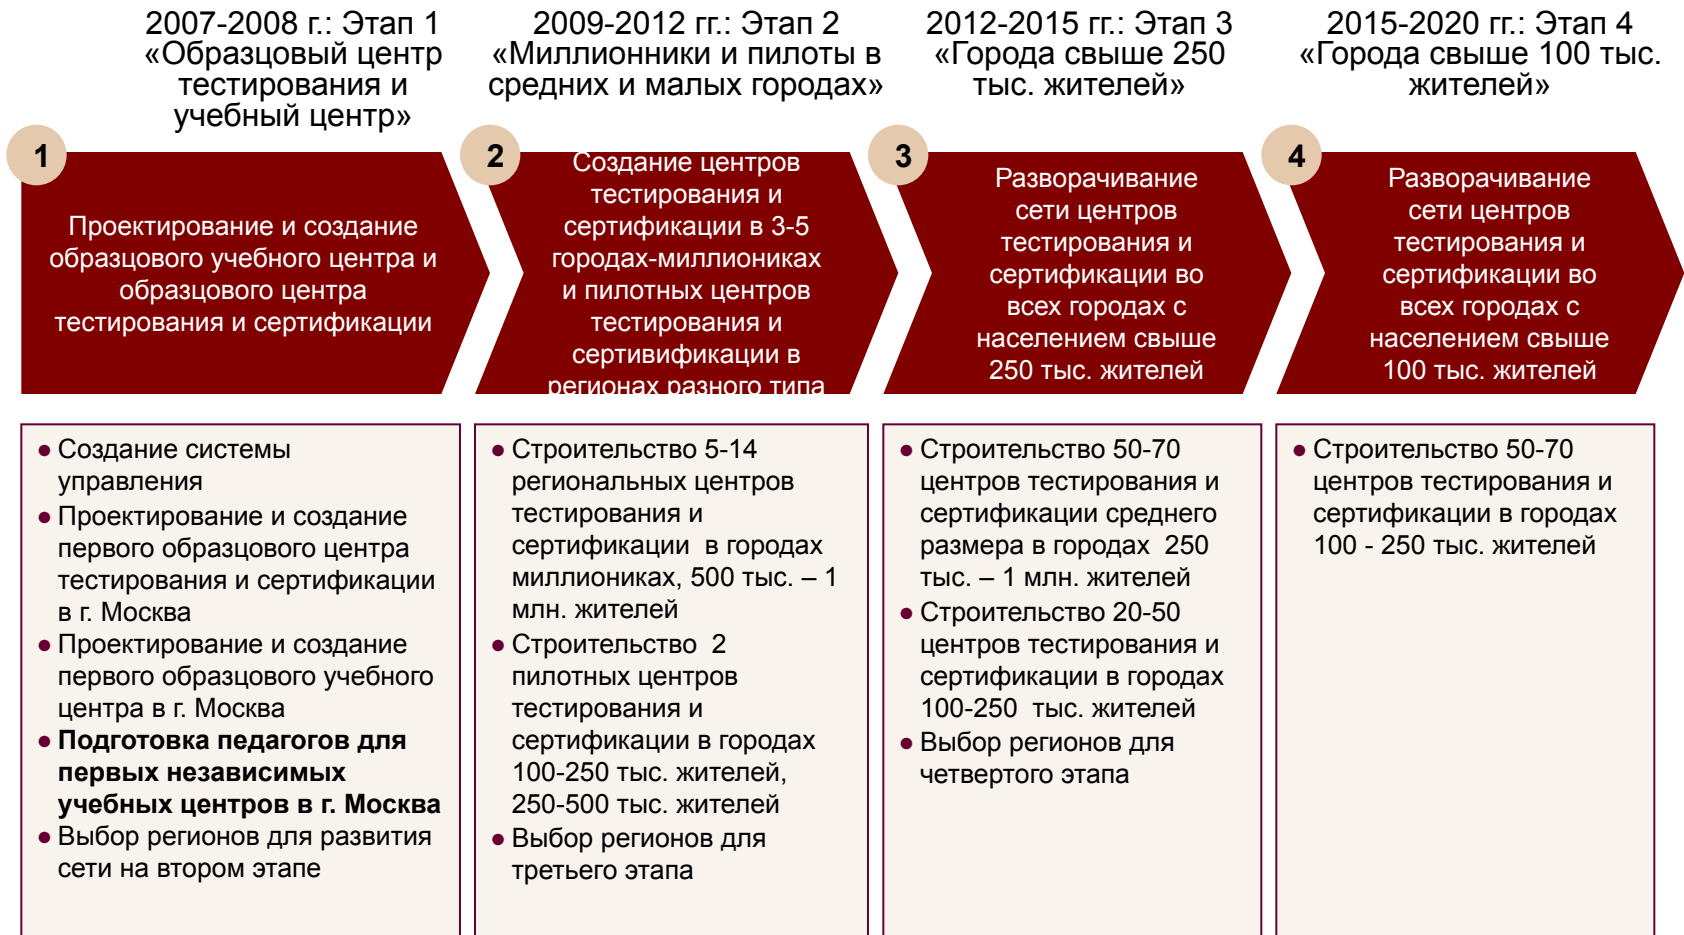 2007-2008 г.: Этап 1
«Образцовый центр
тестирования и
учебный центр»
2009-2012 гг.: Этап 2
«Миллионники и пилоты в
средних и малых городах»
2012-2015 гг.: Этап 3
«Города свыше 250
тыс. жителей»
2015-2020 гг.: Этап 4
«Города свыше 100 тыс.
жителей»
1
Проектирование и создание
образцового учебного центра и
образцового центра
тестирования и сертификации
2
Создание центров
тестирования и
сертификации в 3-5
городах-миллиониках
и пилотных центров
тестирования и
сертивификации в
регионах разного типа
3
Разворачивание
сети центров
тестирования и
сертификации во
всех городах с
населением свыше
250 тыс. жителей
4
Разворачивание
сети центров
тестирования и
сертификации во
всех городах с
населением свыше
100 тыс. жителей
● Создание системы
управления
● Проектирование и создание
первого образцового центра
тестирования и сертификации
в г. Москва
● Проектирование и создание
первого образцового учебного
центра в г. Москва
● Подготовка педагогов для
первых независимых
учебных центров в г. Москва
● Выбор регионов для развития
сети на втором этапе
● Строительство 5-14
региональных центров
тестирования и
сертификации в городах
миллиониках, 500 тыс. – 1
млн. жителей
● Строительство 2
пилотных центров
тестирования и
сертификации в городах
100-250 тыс. жителей,
250-500 тыс. жителей
● Выбор регионов для
третьего этапа
● Строительство 50-70
центров тестирования и
сертификации среднего
размера в городах 250
тыс. – 1 млн. жителей
● Строительство 20-50
центров тестирования и
сертификации в городах
100-250 тыс. жителей
● Выбор регионов для
четвертого этапа
● Строительство 50-70
центров тестирования и
сертификации в городах
100 - 250 тыс. жителей